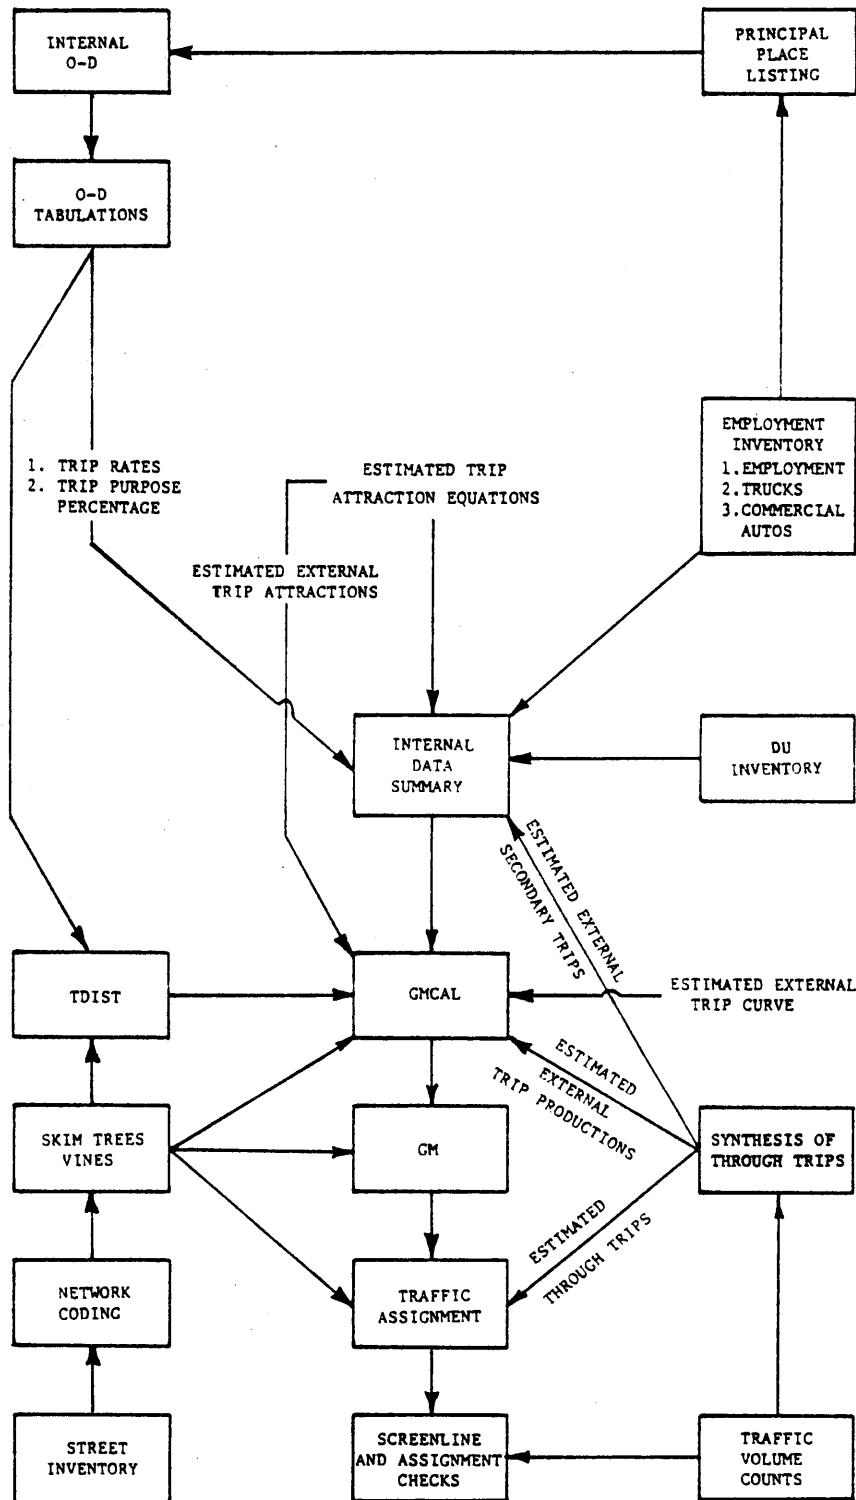 INTERNAL
O-D
PRINCIPAL
PLACE
LISTING
O-D
TABULATIONS
EMPLOYMENT
INVENTORY
1.EMPLOYMENT
2.TRUCKS
3.COMMERCIAL
AUTOS
1. TRIP RATES
2. TRIP PURPOSE
PERCENTAGE
ESTIMATED TRIP
ATTRACTION EQUATIONS
ESTIMATED EXTERNAL
TRIP ATTRACTIONS
INTERNAL
DATA
SUMMARY
DU
INVENTORY
ESTIMATED EXTERNAL
SECONDARY TRIPS
TDIST
GMCAL
ESTIMATED EXTERNAL
TRIP CURVE
ESTIMATED
EXTERNAL
TRIP PRODUCTIONS
SKIM TREES
VINES
GM
SYNTHESIS OF
THROUGH TRIPS
ESTIMATED
THROUGH TRIPS
NETWORK
CODING
TRAFFIC
ASSIGNMENT
STREET
INVENTORY
SCREENLINE
AND ASSIGNMENT
CHECKS
TRAFFIC
VOLUME
COUNTS